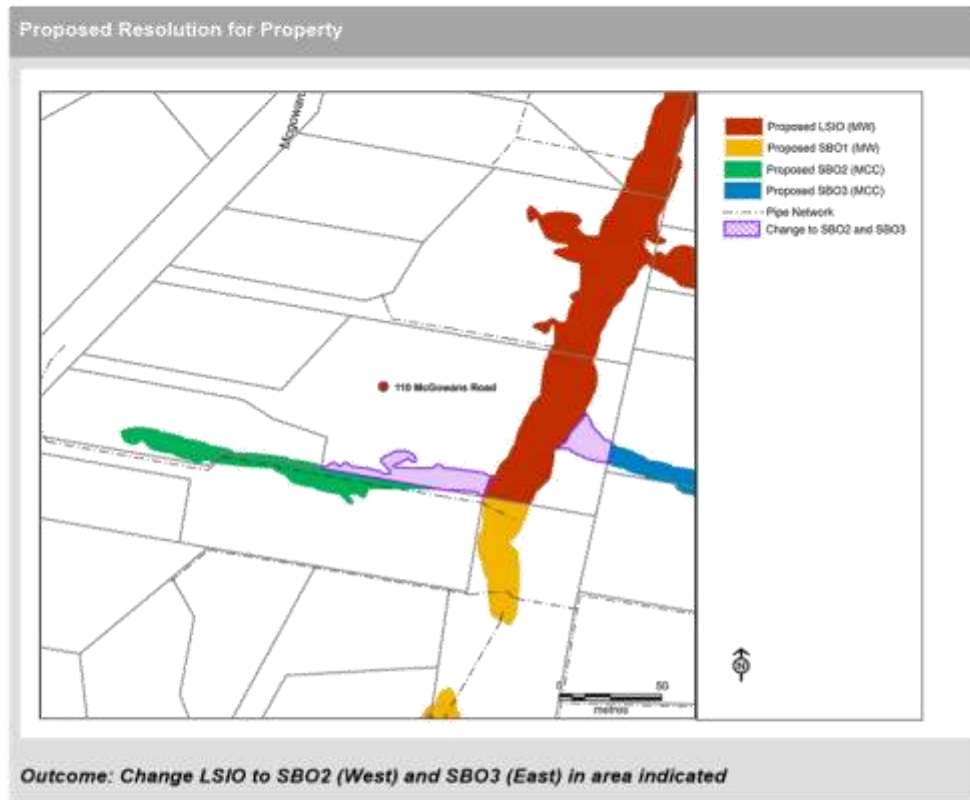 Proposed Resolution for Property
Mcgowans
Proposed LSIO (MW)
Proposed SBO1 (MW)
Proposed SBO2 (MCC)
Proposed SBO3 (MCC)
Pipe Network
Change to SBO2 and SBO3
110 McGowans Road
N
0 50
metres
Outcome: Change LSIO to SBO2 (West) and SBO3 (East) in area indicated